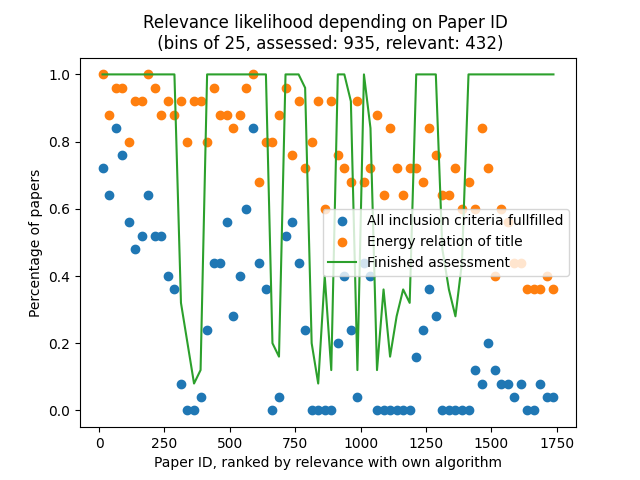 Relevance likelihood depending on Paper ID
(bins of 25, assessed: 935, relevant: 432)
1.0
0.8
0.6
0.4
0.2
0.0
Percentage of papers
All inclusion criteria fullfilled
Energy relation of title
Finished assessment
0 250 500 750 1000 1250 1500 1750
Paper ID, ranked by relevance with own algorithm